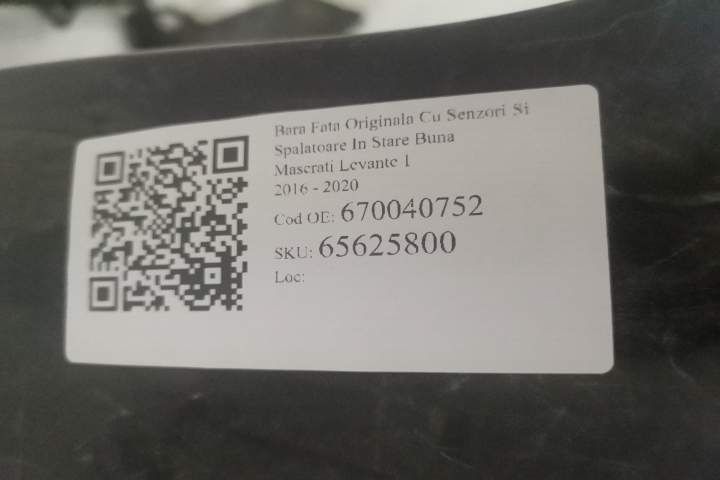 Bara Fata Originala Cu Senzori Si
Spalatoare In Stare Buna
Maserati Levante 1
2016 - 2020
Cod OE: 670040752
SKU: 65625800
Loc: